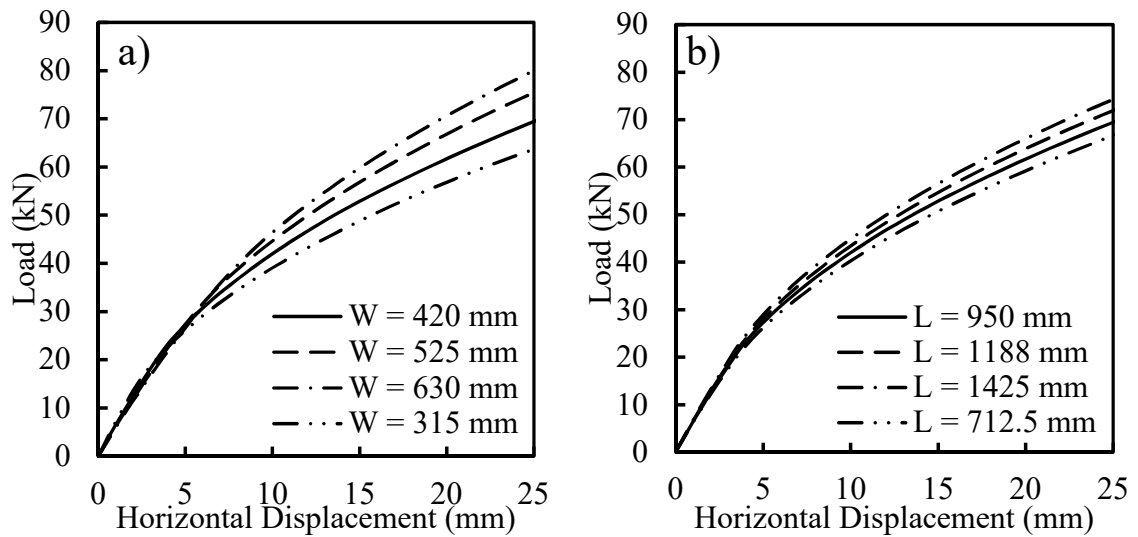 a)
Load (kN)
90
80
70
60
50
40
30
20
10
0
W = 420 mm
W = 525 mm
W = 630 mm
W = 315 mm
0 5 10 15 20 25
Horizontal Displacement (mm)
b)
Load (kN)
90
80
70
60
50
40
30
20
10
0
L = 950 mm
L = 1188 mm
L = 1425 mm
L = 712.5 mm
0 5 10 15 20 25
Horizontal Displacement (mm)